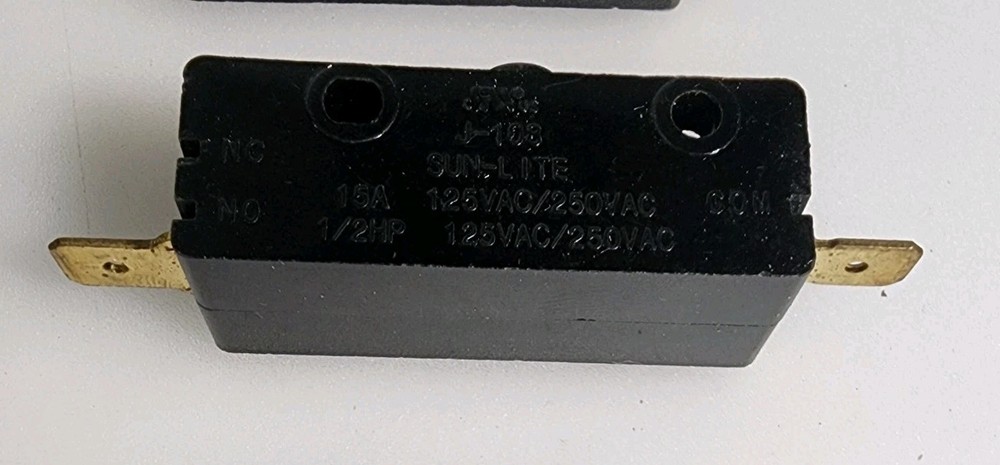 J-108
SUN-LITE
NC
NO
15A 125VAC/250VAC
1/2HP 125VAC/250VAC
COM